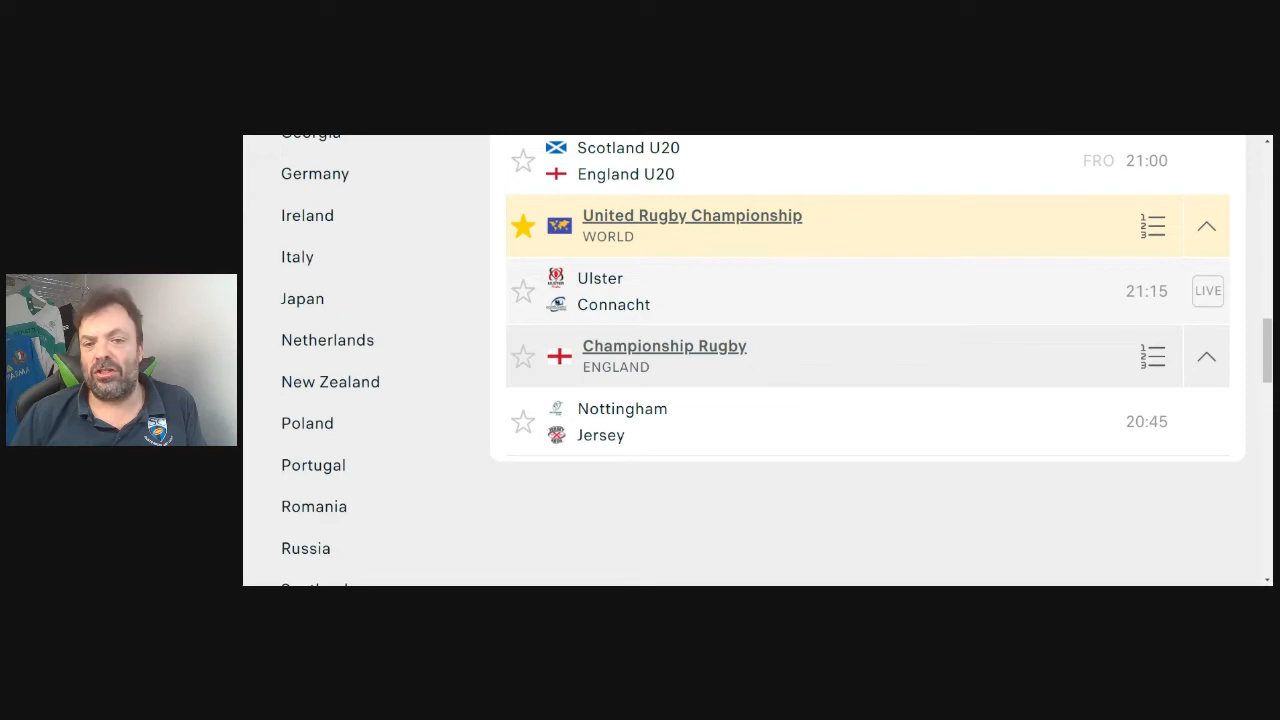 Georgia
Germany
Ireland
Italy
Japan
Netherlands
New Zealand
Poland
Portugal
Romania
Russia
Scotland U20
England U20
FRO 21:00
United Rugby Championship
WORLD
Ulster
Connacht
21:15
LIVE
Championship Rugby
ENGLAND
Nottingham
Jersey
20:45